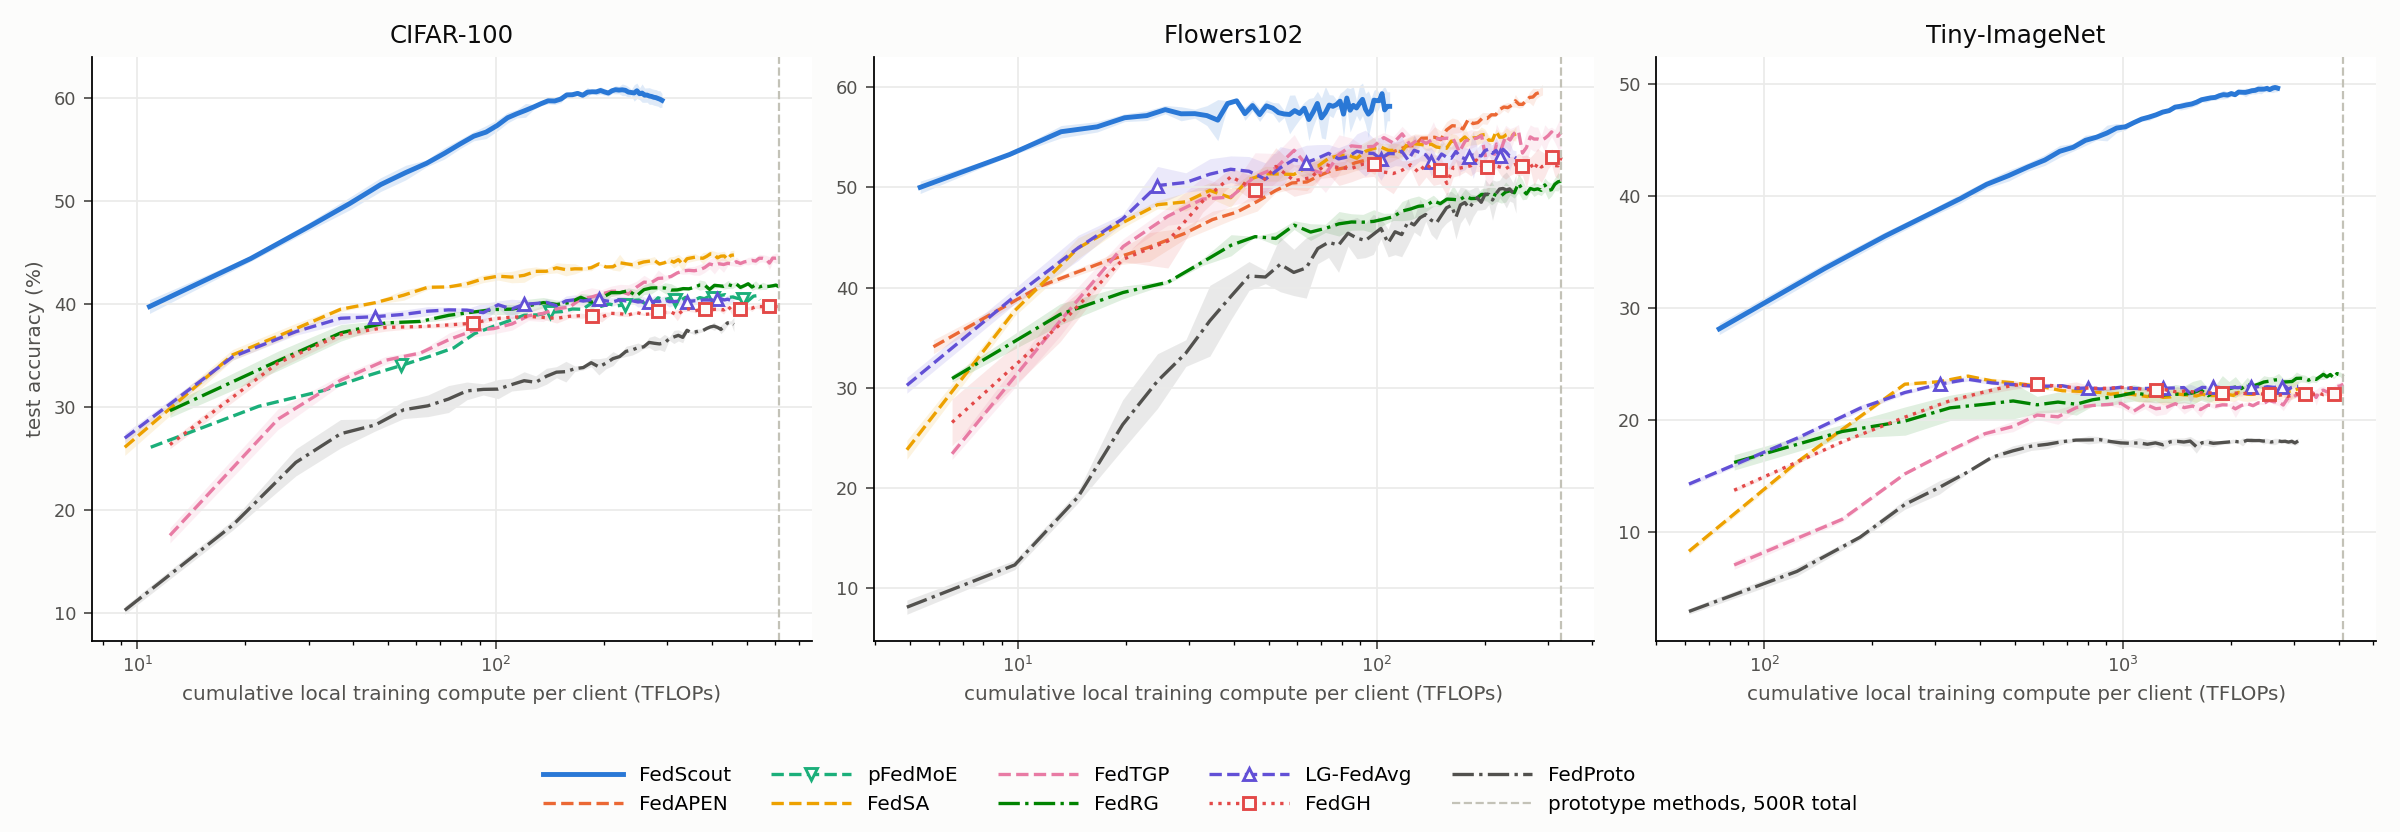 CIFAR-100
Flowers102
Tiny-ImageNet
test accuracy (%)
60
50
40
30
20
10
60
50
40
30
20
10
50
40
30
20
10
10¹
10²
10¹
10²
10²
10³
cumulative local training compute per client (TFLOPs)
cumulative local training compute per client (TFLOPs)
cumulative local training compute per client (TFLOPs)
FedScout
pFedMoE
FedTGP
LG-FedAvg
FedProto
FedAPEN
FedSA
FedRG
FedGH
prototype methods, 500R total